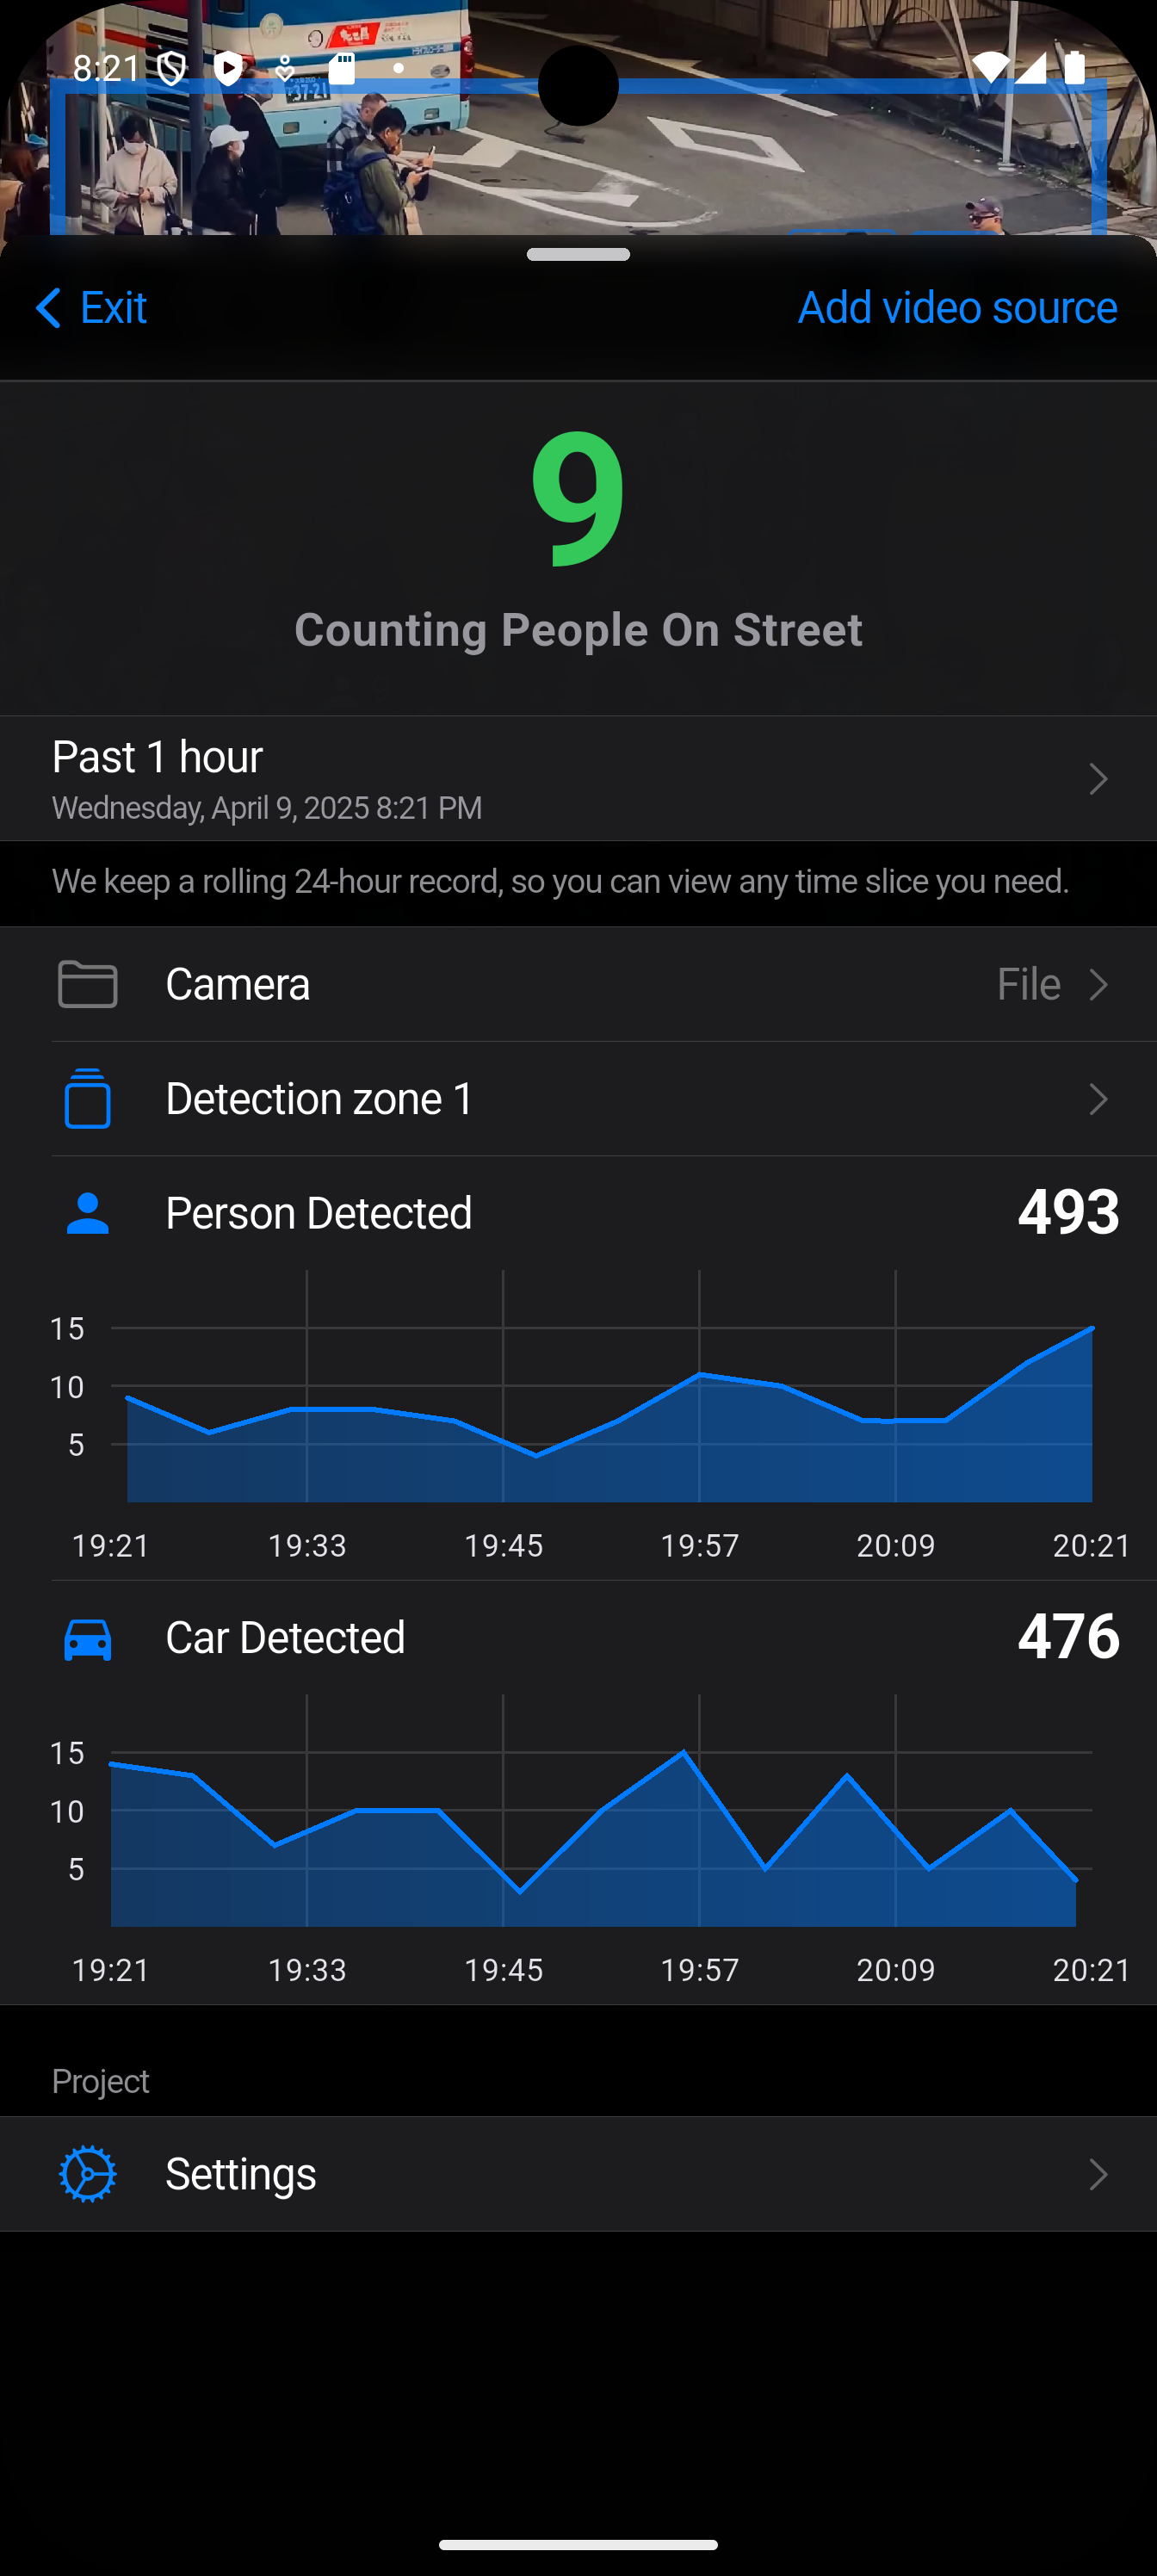 8:21
37-21
Exit
Add video source
9
Counting People On Street
Past 1 hour
Wednesday, April 9, 2025 8:21 PM
We keep a rolling 24-hour record, so you can view any time slice you need.
Camera
File
Detection zone 1
Person Detected
493
15
10
5
19:21 19:33 19:45 19:57 20:09 20:21
Car Detected
476
15
10
5
19:21 19:33 19:45 19:57 20:09 20:21
Project
Settings